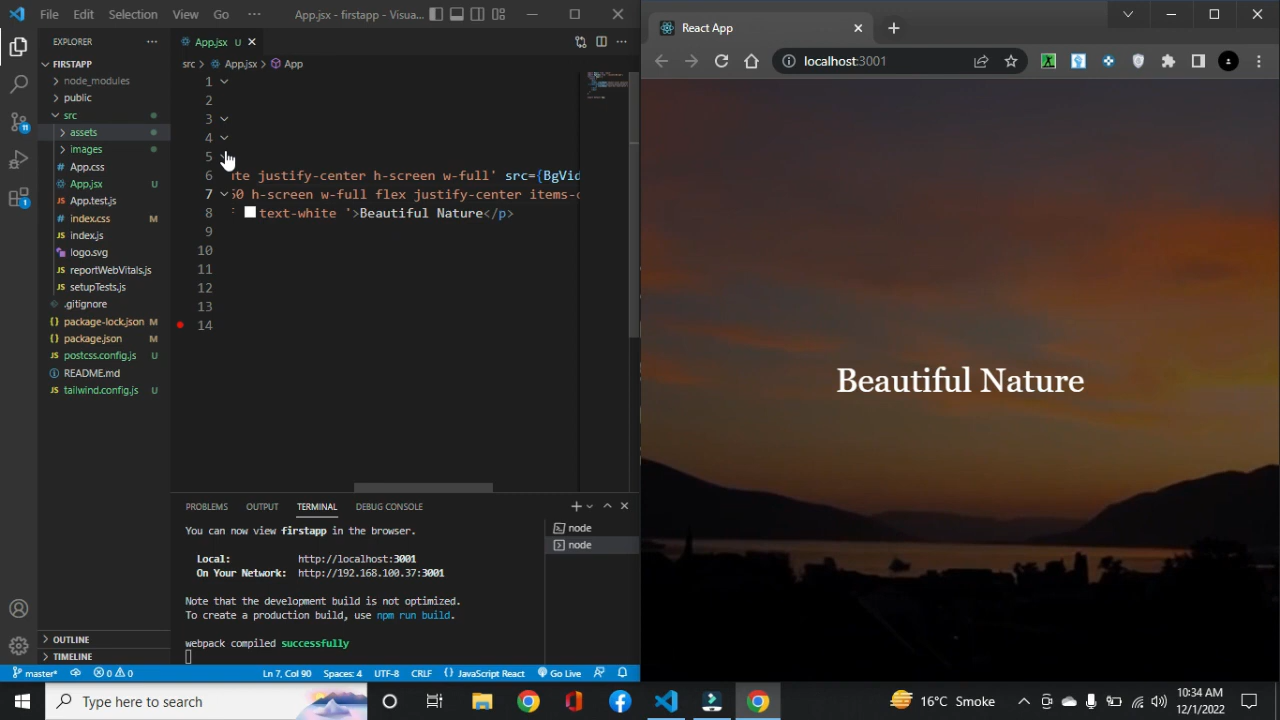 File Edit Selection View Go ··· App.jsx - firstapp - Visua...
EXPLORER ···
FIRSTAPP
node_modules
public
src
assets
images
App.css
App.jsx U
App.test.js
index.css M
JS index.js
logo.svg
JS reportWebVitals.js
JS setupTests.js
.gitignore
{} package-lock.json M
{} package.json M
JS postcss.config.js U
README.md
JS tailwind.config.js U
OUTLINE
TIMELINE
11
1
App.jsx U
src > App.jsx > App
1
2
3
4
5
6 justify-center h-screen w-full' src={BgVid
7 h-screen w-full flex justify-center
8 text-white '>Beautiful Nature</p>
9
10
11
12
13
14
PROBLEMS OUTPUT TERMINAL DEBUG CONSOLE
You can now view firstapp in the browser.
Local: http://localhost:3001
On Your Network: http://192.168.100.37:3001
Note that the development build is not optimized.
To create a production build, use npm run build.
webpack compiled successfully
node
node
master* 0 0 Ln 7, Col 90 Spaces: 4 UTF-8 CRLF {} JavaScript React Go Live
React App
localhost:3001
Beautiful Nature
Type here to search
16°C Smoke
10:34 AM
12/1/2022